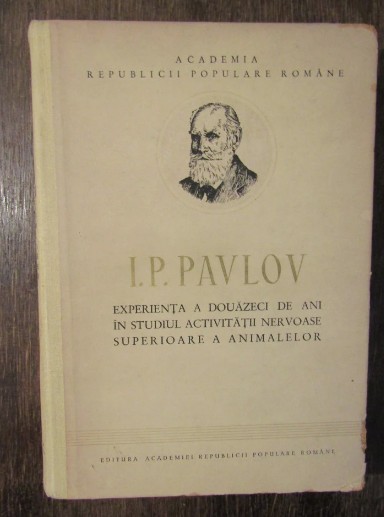 ACADEMIA
REPUBLICII POPULARE ROMÂNE
I.P. PAVLOV
EXPERIENȚA A DOUĂZECI DE ANI
ÎN STUDIUL ACTIVITĂȚII NERVOASE
SUPERIOARE A ANIMALELOR
EDITURA ACADEMIEI REPUBLICII POPULARE ROMÂNE